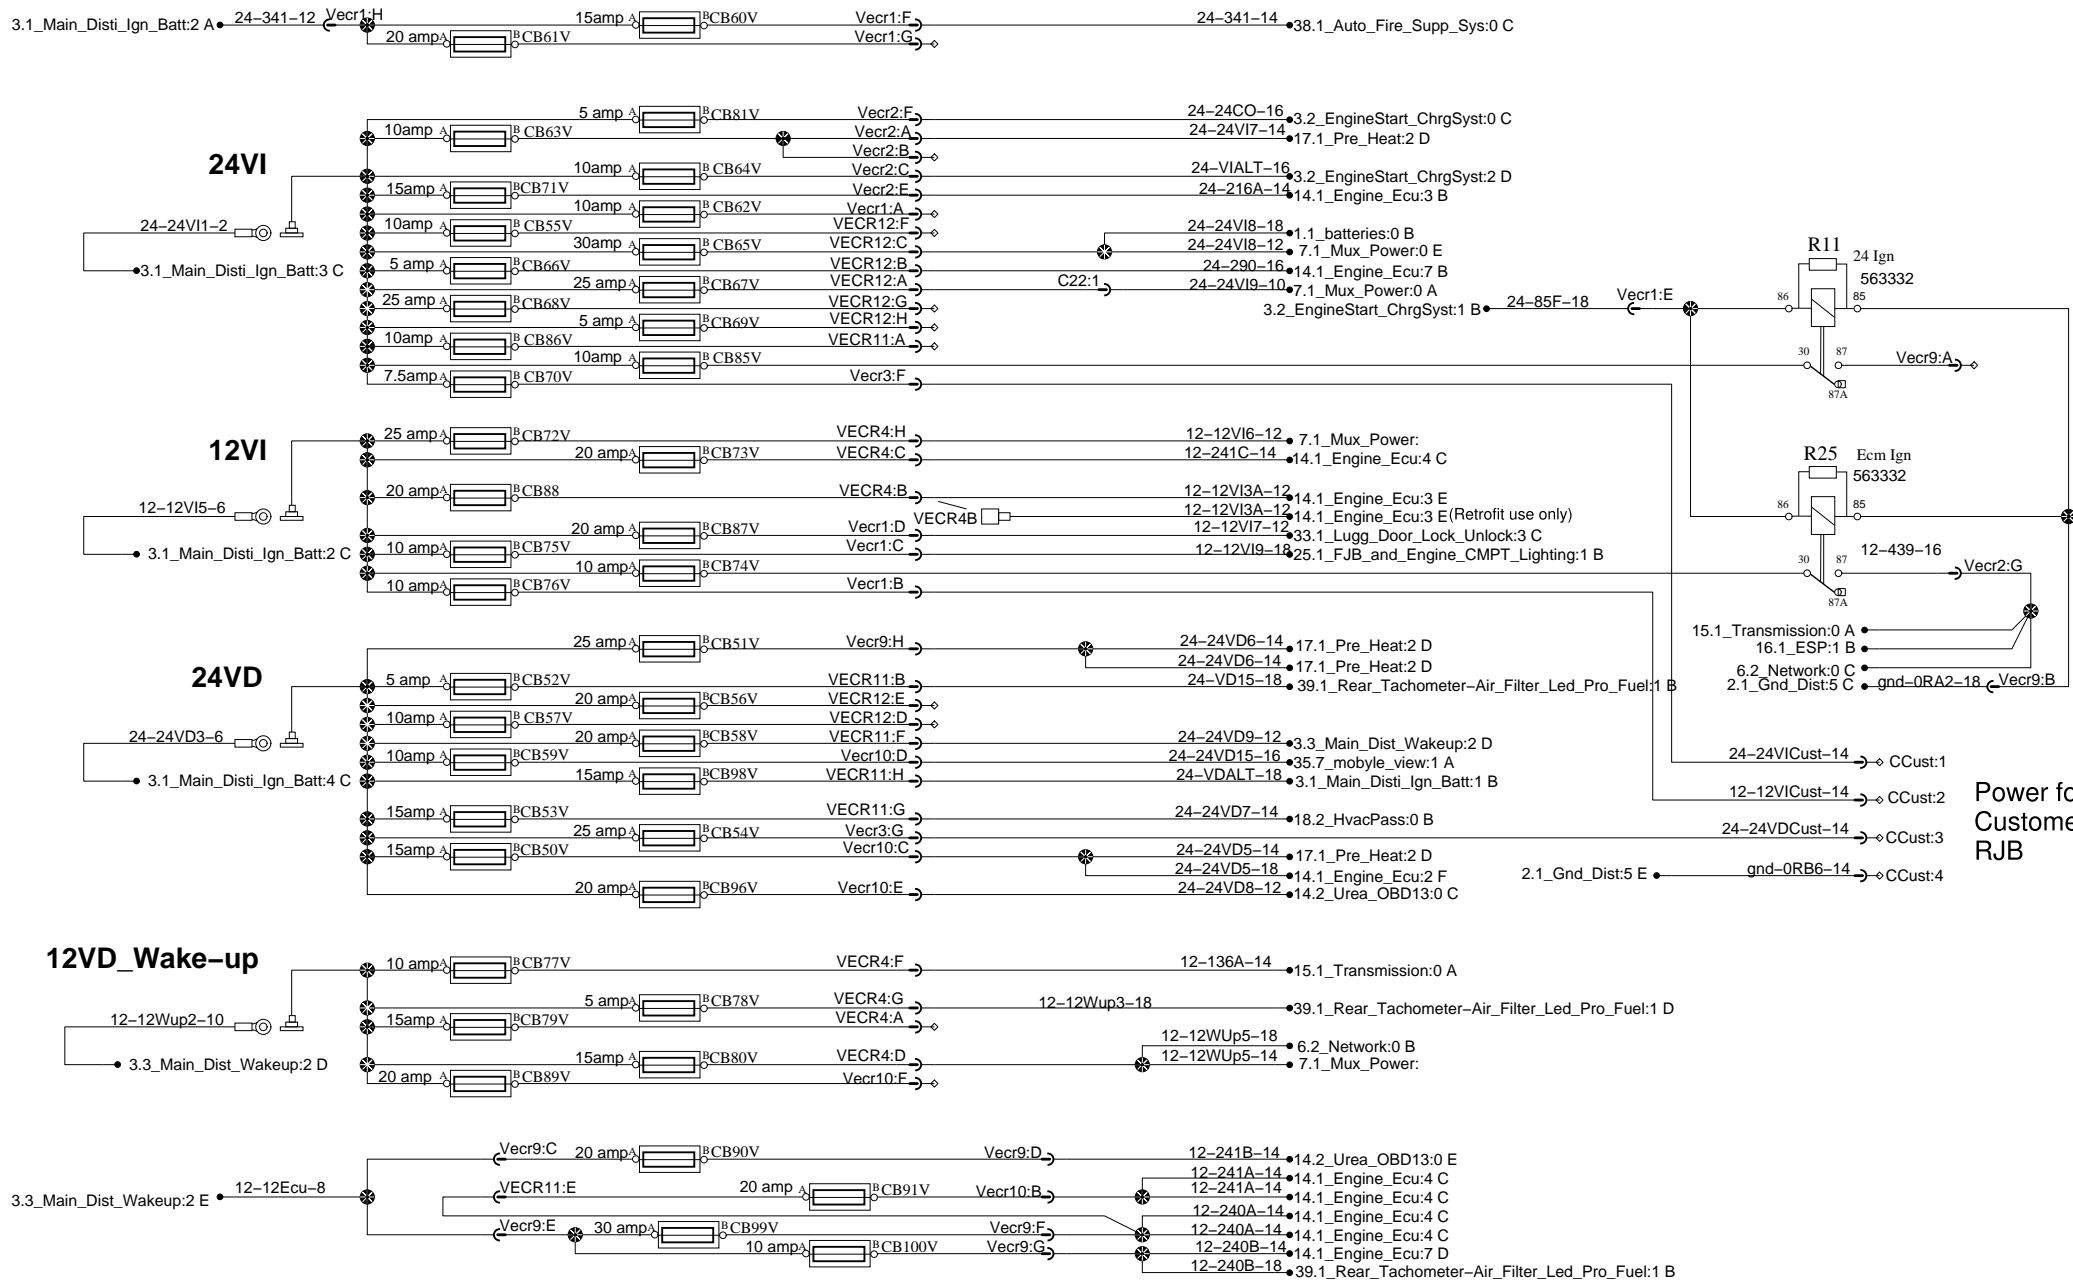 3.1_Main_Disti_Ign_Batt:2 A 24-341-12 Vecr1:H 15amp A B CB60V Vecr1:F 24-341-14 38.1_Auto_Fire_Supp_Sys:0 C
20 amp A B CB61V Vecr1:G
5 amp A B CB81V Vecr2:F 24-24CO-16 3.2_EngineStart_ChrgSyst:0 C
10amp A B CB63V Vecr2:A 24-24VI7-14 17.1_Pre_Heat:2 D
Vecr2:B
24VI
10amp A B CB64V Vecr2:C 24-VIALT-16 3.2_EngineStart_ChrgSyst:2 D
15amp A B CB71V Vecr2:E 24-216A-14 14.1_Engine_Ecu:3 B
10amp A B CB62V Vecr1:A
24-24VI1-2 10amp A B CB55V VECR12:F 24-24VI8-18 1.1_batteries:0 B
30amp A B CB65V VECR12:C 24-24VI8-12 7.1_Mux_Power:0 E
R11 24 Ign
563332
3.1_Main_Disti_Ign_Batt:3 C 5 amp A B CB66V VECR12:B 24-290-16 14.1_Engine_Ecu:7 B
25 amp A B CB67V VECR12:A C22:1 24-24VI9-10 7.1_Mux_Power:0 A
25 amp A B CB68V VECR12:G 3.2_EngineStart_ChrgSyst:1 B 24-85F-18 Vecr1:E 86 85
5 amp A B CB69V VECR12:H
10amp A B CB86V VECR11:A
10amp A B CB85V 30 87 Vecr9:A
7.5amp A B CB70V Vecr3:F 87A
12VI
25 amp A B CB72V VECR4:H 12-12VI6-12 7.1_Mux_Power:
20 amp A B CB73V VECR4:C 12-241C-14 14.1_Engine_Ecu:4 C
R25 Ecm Ign
563332
20 amp A B CB88 VECR4:B 12-12VI3A-12 14.1_Engine_Ecu:3 E
12-12VI5-6 VECR4B 12-12VI3A-12 14.1_Engine_Ecu:3 E (Retrofit use only) 86 85
20 amp A B CB87V Vecr1:D 12-12VI7-12 33.1_Lugg_Door_Lock_Unlock:3 C
3.1_Main_Disti_Ign_Batt:2 C 10 amp A B CB75V Vecr1:C 12-12VI9-18 25.1_FJB_and_Engine_CMPT_Lighting:1 B
10 amp A B CB74V 30 87 12-439-16 Vecr2:G
10 amp A B CB76V Vecr1:B 87A
15.1_Transmission:0 A
16.1_ESP:1 B
6.2_Network:0 C
2.1_Gnd_Dist:5 C gnd-0RA2-18 Vecr9:B
24VD
25 amp A B CB51V Vecr9:H 24-24VD6-14 17.1_Pre_Heat:2 D
24-24VD6-14 17.1_Pre_Heat:2 D
5 amp A B CB52V VECR11:B 24-VD15-18 39.1_Rear_Tachometer-Air_Filter_Led_Pro_Fuel:1 B
20 amp A B CB56V VECR12:E
10amp A B CB57V VECR12:D
24-24VD3-6 20 amp A B CB58V VECR11:F 24-24VD9-12 3.3_Main_Dist_Wakeup:2 D
10amp A B CB59V Vecr10:D 24-24VD15-16 35.7_mobyle_view:1 A
3.1_Main_Disti_Ign_Batt:4 C 15amp A B CB98V VECR11:H 24-VDALT-18 3.1_Main_Disti_Ign_Batt:1 B
15amp A B CB53V VECR11:G 24-24VD7-14 18.2_HvacPass:0 B
25 amp A B CB54V Vecr3:G
15amp A B CB50V Vecr10:C 24-24VD5-14 17.1_Pre_Heat:2 D
24-24VD5-18 14.1_Engine_Ecu:2 F
20 amp A B CB96V Vecr10:E 24-24VD8-12 14.2_Urea_OBD13:0 C
24-24VICust-14 CCust:1
12-12VICust-14 CCust:2
24-24VDCust-14 CCust:3
2.1_Gnd_Dist:5 E gnd-0RB6-14 CCust:4
Power fo
Custome
RJB
12VD_Wake-up
10 amp A B CB77V VECR4:F 12-136A-14 15.1_Transmission:0 A
5 amp A B CB78V VECR4:G 12-12Wup3-18 39.1_Rear_Tachometer-Air_Filter_Led_Pro_Fuel:1 D
12-12Wup2-10 15amp A B CB79V VECR4:A
12-12WUp5-18 6.2_Network:0 B
3.3_Main_Dist_Wakeup:2 D 15amp A B CB80V VECR4:D 12-12WUp5-14 7.1_Mux_Power:
20 amp A B CB89V Vecr10:F
Vecr9:C 20 amp A B CB90V Vecr9:D 12-241B-14 14.2_Urea_OBD13:0 E
12-241A-14 14.1_Engine_Ecu:4 C
3.3_Main_Dist_Wakeup:2 E 12-12Ecu-8 VECR11:E 20 amp A B CB91V Vecr10:B 12-241A-14 14.1_Engine_Ecu:4 C
12-240A-14 14.1_Engine_Ecu:4 C
Vecr9:E 30 amp A B CB99V Vecr9:F 12-240A-14 14.1_Engine_Ecu:4 C
10 amp A B CB100V Vecr9:G 12-240B-14 14.1_Engine_Ecu:7 D
12-240B-18 39.1_Rear_Tachometer-Air_Filter_Led_Pro_Fuel:1 B